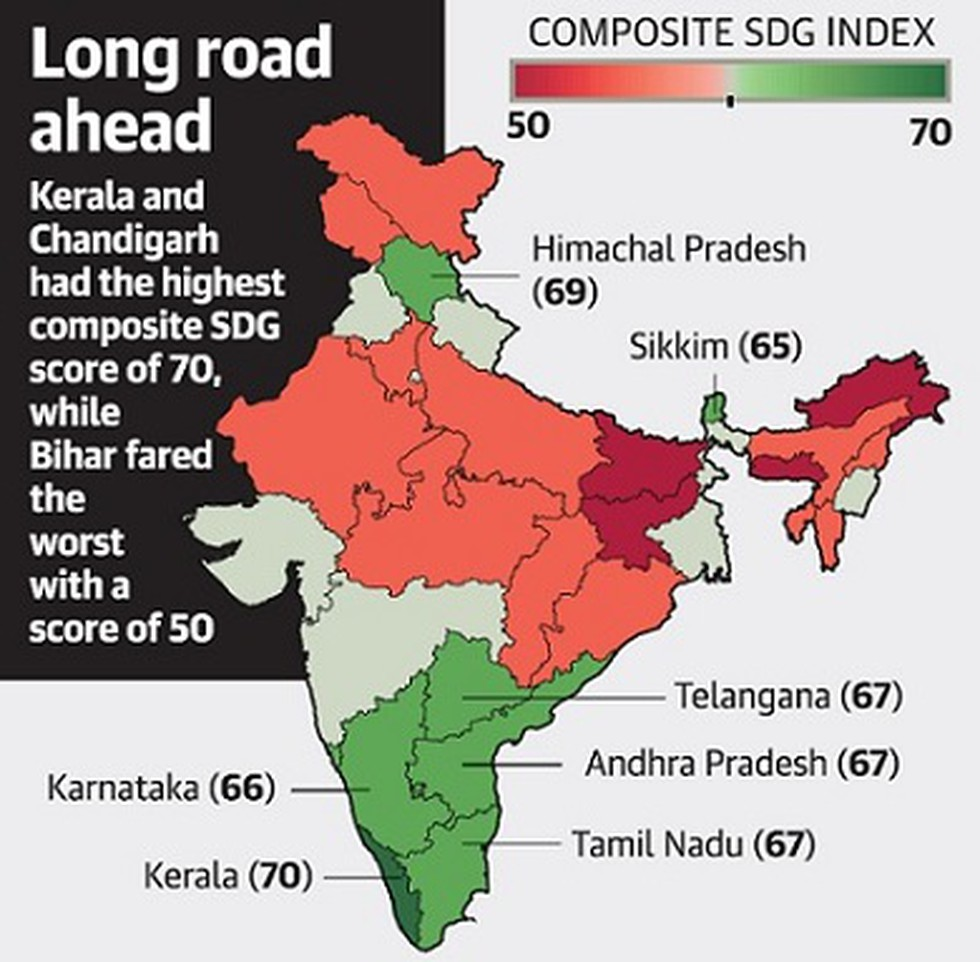 Long road
ahead
Kerala and
Chandigarh
had the highest
composite SDG
score of 70,
while
Bihar fared
the
worst
with a
score of 50
COMPOSITE SDG INDEX
50
70
Himachal Pradesh
(69)
Sikkim (65)
Telangana (67)
Andhra Pradesh (67)
Karnataka (66)
Tamil Nadu (67)
Kerala (70)